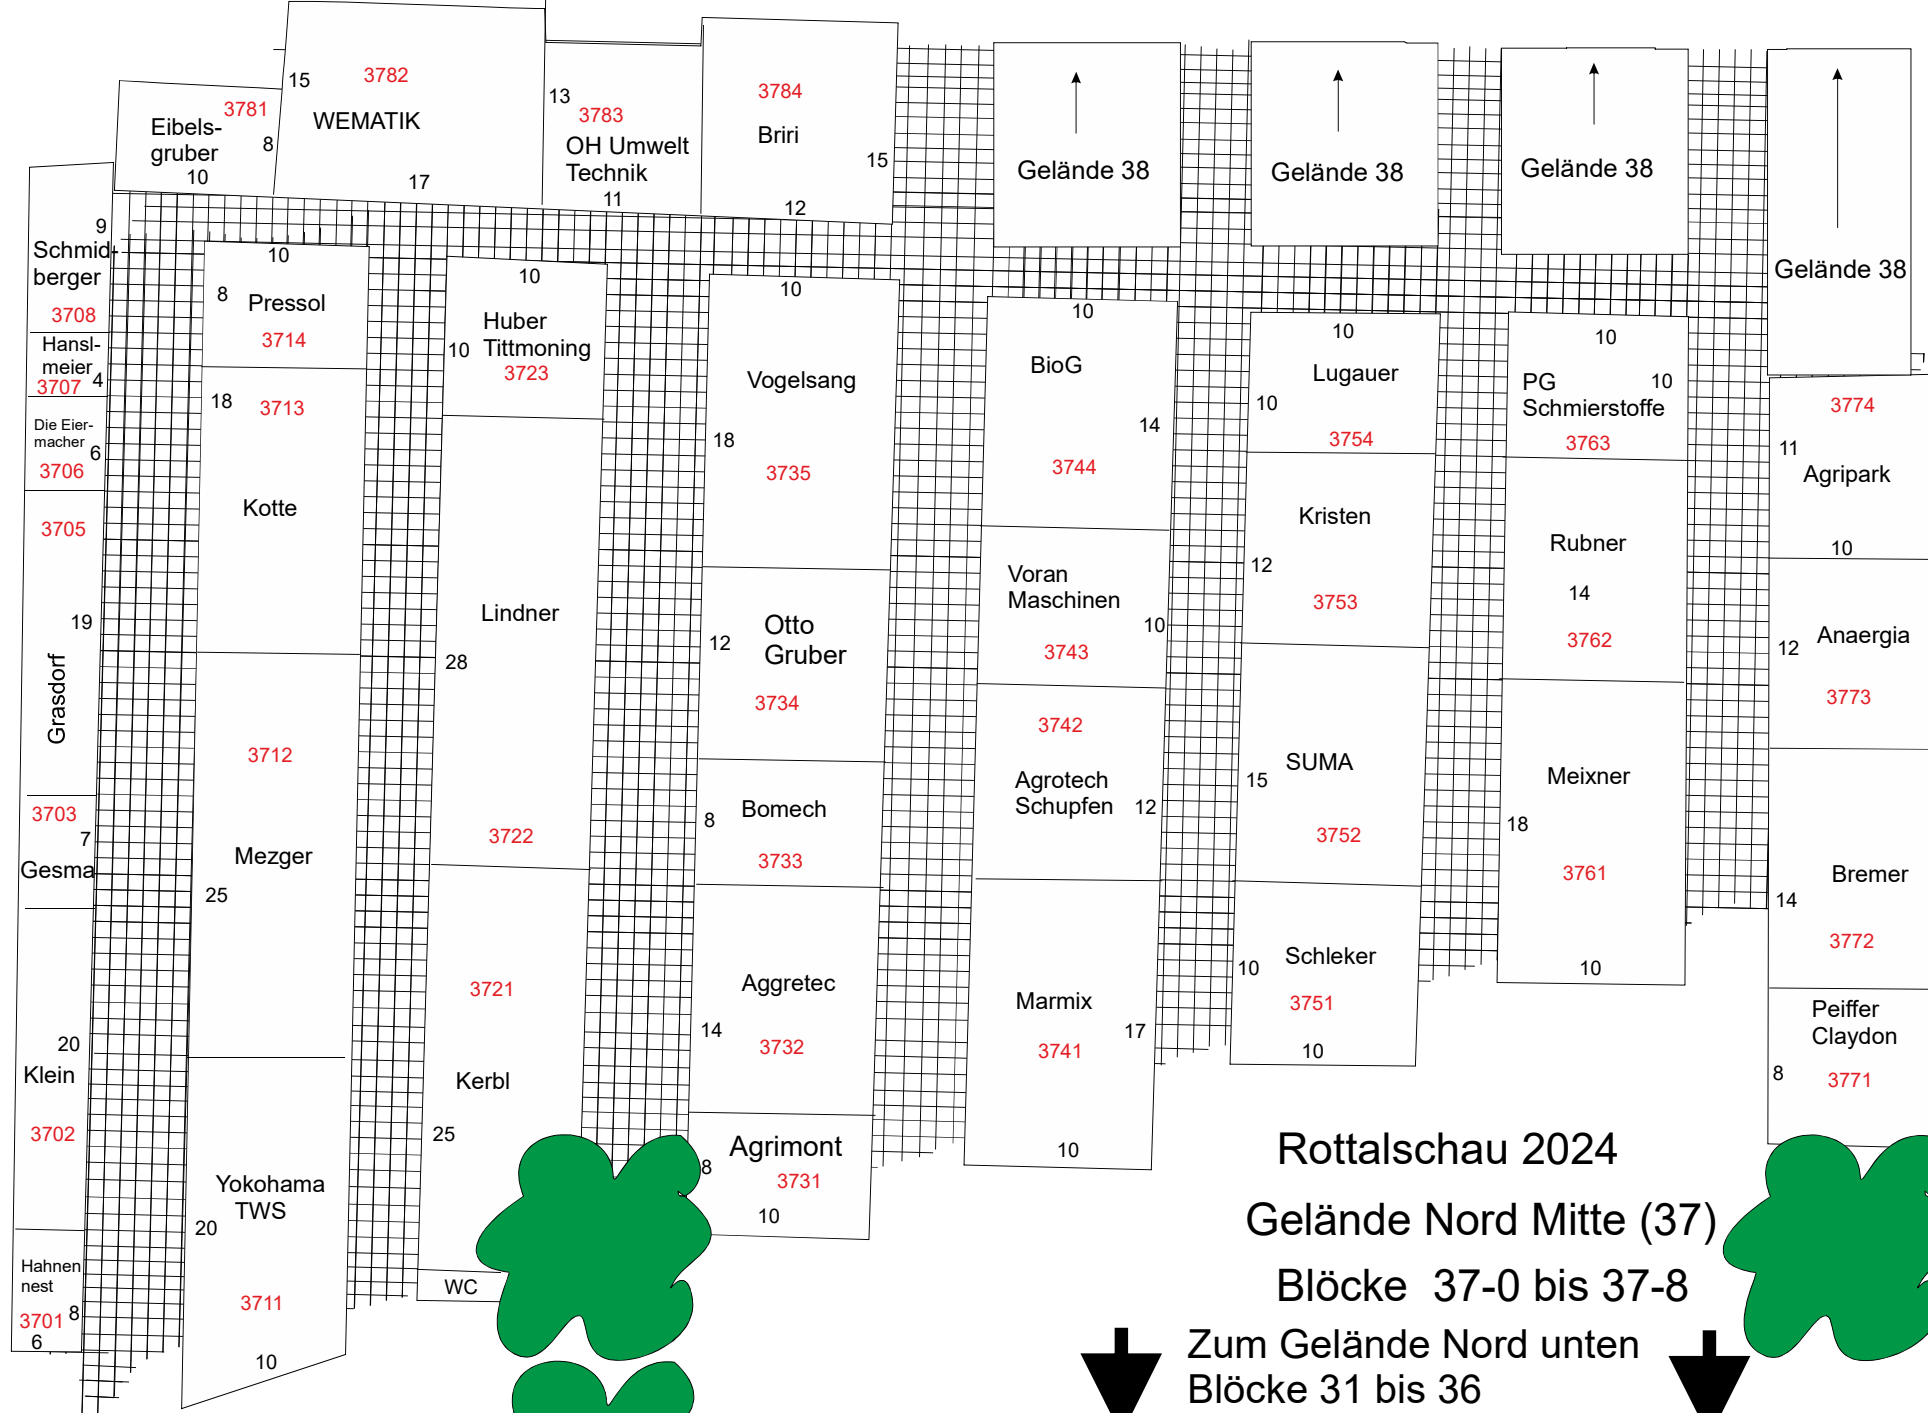 3781
Eibels-
gruber
8
10
15
3782
WEMATIK
17
13
3783
OH Umwelt
Technik
11
3784
Briri
15
12
Gelände 38
Gelände 38
Gelände 38
Gelände 38
9
Schmid-
berger
3708
Hansl-
meier
3707
4
Die Eier-
macher
6
3706
3705
19
Grasdorf
3703
7
Gesma
20
Klein
3702
Hahnen
nest
3701
8
6
10
8
Pressol
3714
18
3713
Kotte
3712
Mezger
25
Yokohama
TWS
20
3711
10
10
Huber
10
Tittmoning
3723
Lindner
28
3722
3721
Kerbl
25
WC
10
Vogelsang
18
3735
Otto
12
Gruber
3734
Bomech
8
3733
Aggretec
14
3732
Agrimont
8
3731
10
10
BioG
14
3744
Voran
Maschinen
10
3743
3742
Agrotech
Schupfen
12
Marmix
17
3741
10
10
Lugauer
10
3754
Kristen
12
3753
SUMA
15
3752
Schleker
10
3751
10
10
PG
10
Schmierstoffe
3763
Rubner
14
3762
Meixner
18
3761
10
3774
11
Agripark
10
Anaergia
12
3773
Bremer
14
3772
Peiffer
Claydon
8
3771
Rottalschau 2024
Gelände Nord Mitte (37)
Blöcke 37-0 bis 37-8
Zum Gelände Nord unten
Blöcke 31 bis 36